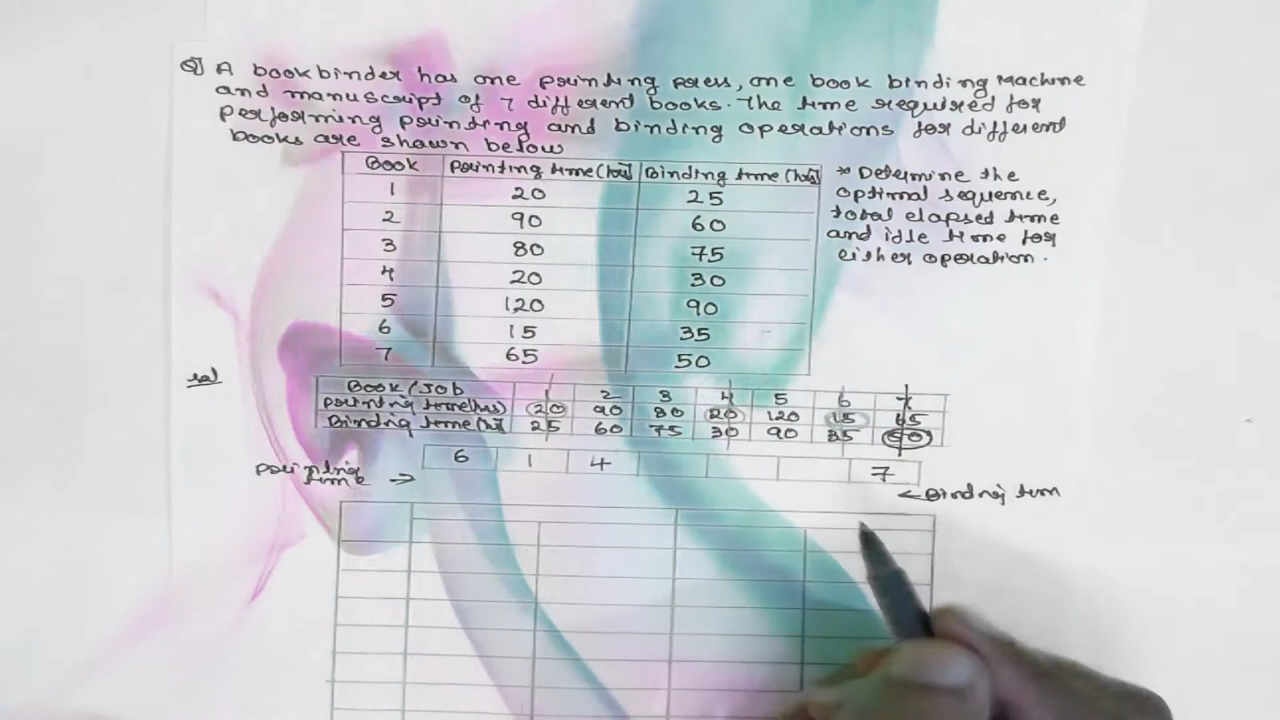 Q) A bookbinder has one printing press, one book binding Machine
and manuscript of 7 different books. The time required for
performing printing and binding operations for different
books are shown below
Book Printing time (hrs) Binding time (hrs)
1 20 25
2 90 60
3 80 75
4 20 30
5 120 90
6 15 35
7 65 50
* Determine the
optimal sequence,
total elapsed time
and idle time for
either operation.
Sol
Book/Job 1 2 3 4 5 6 7
Printing time (hrs) 20 90 80 20 120 15 65
Binding time (hrs) 25 60 75 30 90 35 50
6 1 4 7
Printing
time →
← Binding time